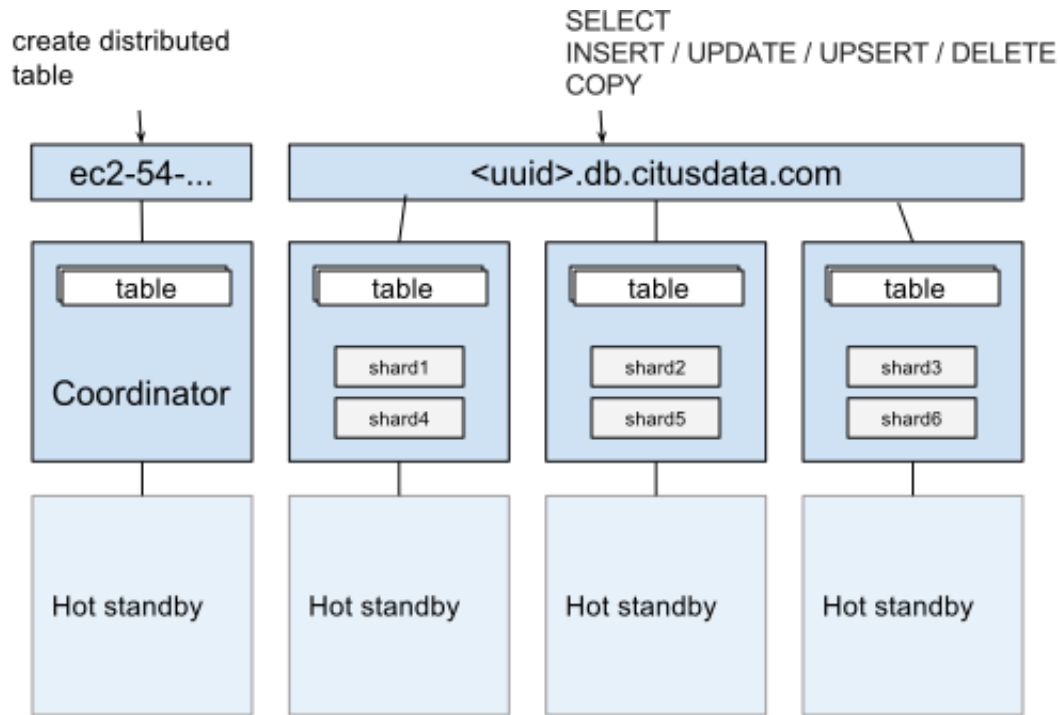 create distributed
table
SELECT
INSERT / UPDATE / UPSERT / DELETE
COPY
ec2-54-...
<uuid>.db.citusdata.com
table
table
table
table
Coordinator
shard1
shard2
shard3
shard4
shard5
shard6
Hot standby
Hot standby
Hot standby
Hot standby